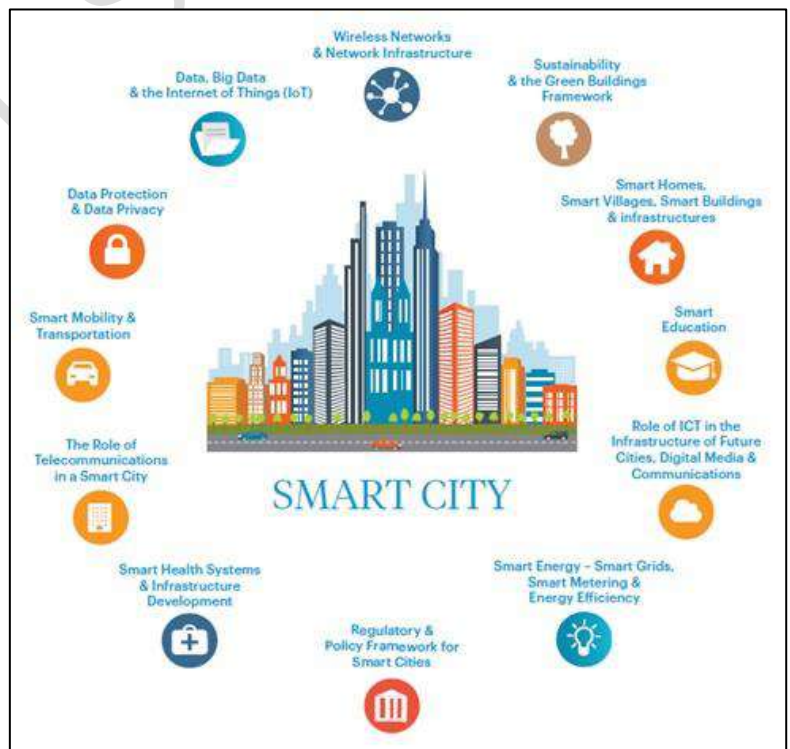 Wireless Networks
& Network Infrastructure
Data, Big Data
& the Internet of Things (IoT)
Sustainability
& the Green Buildings
Framework
Data Protection
& Data Privacy
Smart Homes,
Smart Villages, Smart Buildings
& infrastructures
Smart Mobility &
Transportation
Smart
Education
The Role of
Telecommunications
in a Smart City
Role of ICT in the
Infrastructure of Future
Cities, Digital Media &
Communications
SMART CITY
Smart Health Systems
& Infrastructure
Development
Smart Energy – Smart Grids,
Smart Metering &
Energy Efficiency
Regulatory &
Policy Framework for
Smart Cities